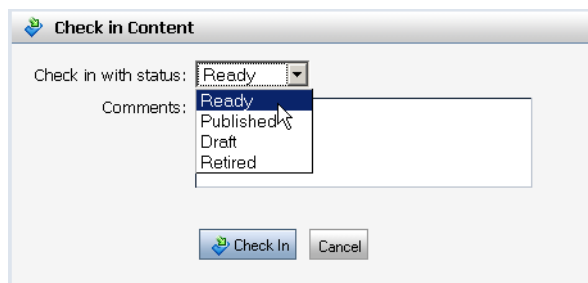 Check in Content
Check in with status: Ready
Comments:
Ready
Published
Draft
Retired
Check In
Cancel